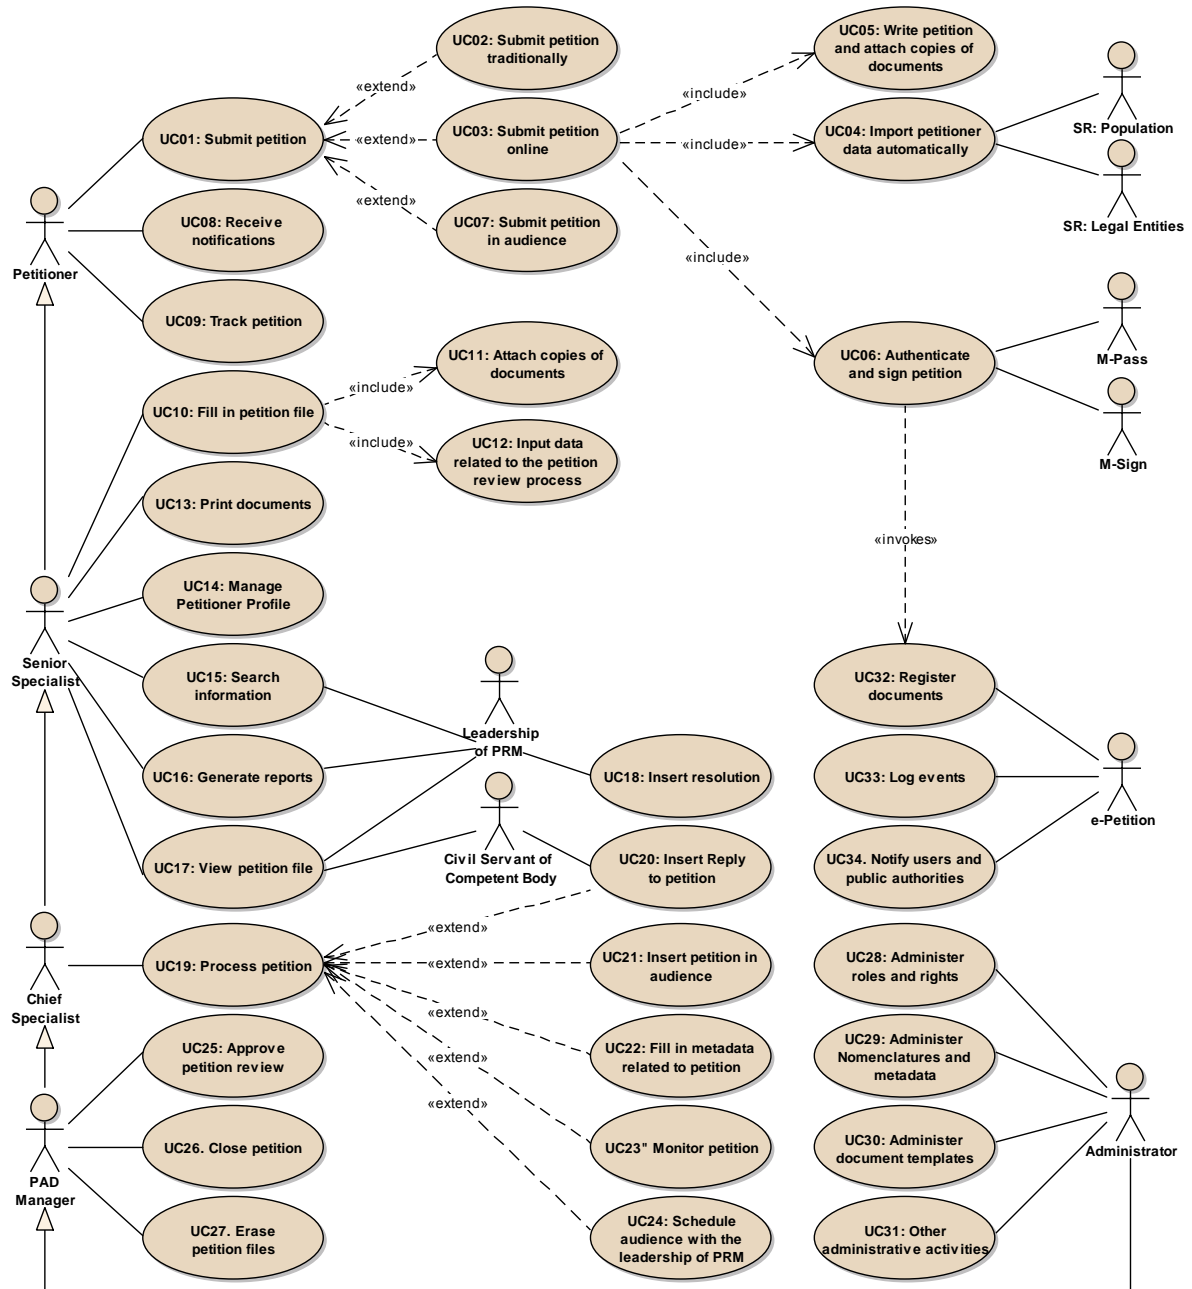 UC02: Submit petition
traditionally
UC05: Write petition
and attach copies of
documents
«extend»
«include»
SR: Population
UC01: Submit petition
«extend»
UC03: Submit petition
online
«include»
UC04: Import petitioner
data automatically
«extend»
SR: Legal Entities
Petitioner
UC08: Receive
notifications
UC07: Submit petition
in audience
«include»
UC09: Track petition
M-Pass
UC11: Attach copies of
documents
UC06: Authenticate
and sign petition
«include»
UC10: Fill in petition file
«include»
UC12: Input data
related to the petition
review process
M-Sign
UC13: Print documents
«invokes»
UC14: Manage
Petitioner Profile
Senior
Specialist
UC15: Search
information
UC32: Register
documents
Leadership
of PRM
UC16: Generate reports
UC18: Insert resolution
UC33: Log events
e-Petition
UC17: View petition file
Civil Servant of
Competent Body
UC20: Insert Reply
to petition
UC34. Notify users and
public authorities
«extend»
Chief
Specialist
UC19: Process petition
«extend»
UC21: Insert petition in
audience
UC28: Administer
roles and rights
«extend»
UC25: Approve
petition review
«extend»
UC22: Fill in metadata
related to petition
UC29: Administer
Nomenclatures and
metadata
«extend»
PAD
Manager
UC26. Close petition
UC23" Monitor petition
UC30: Administer
document templates
Administrator
UC27. Erase
petition files
UC24: Schedule
audience with the
leadership of PRM
UC31: Other
administrative activities